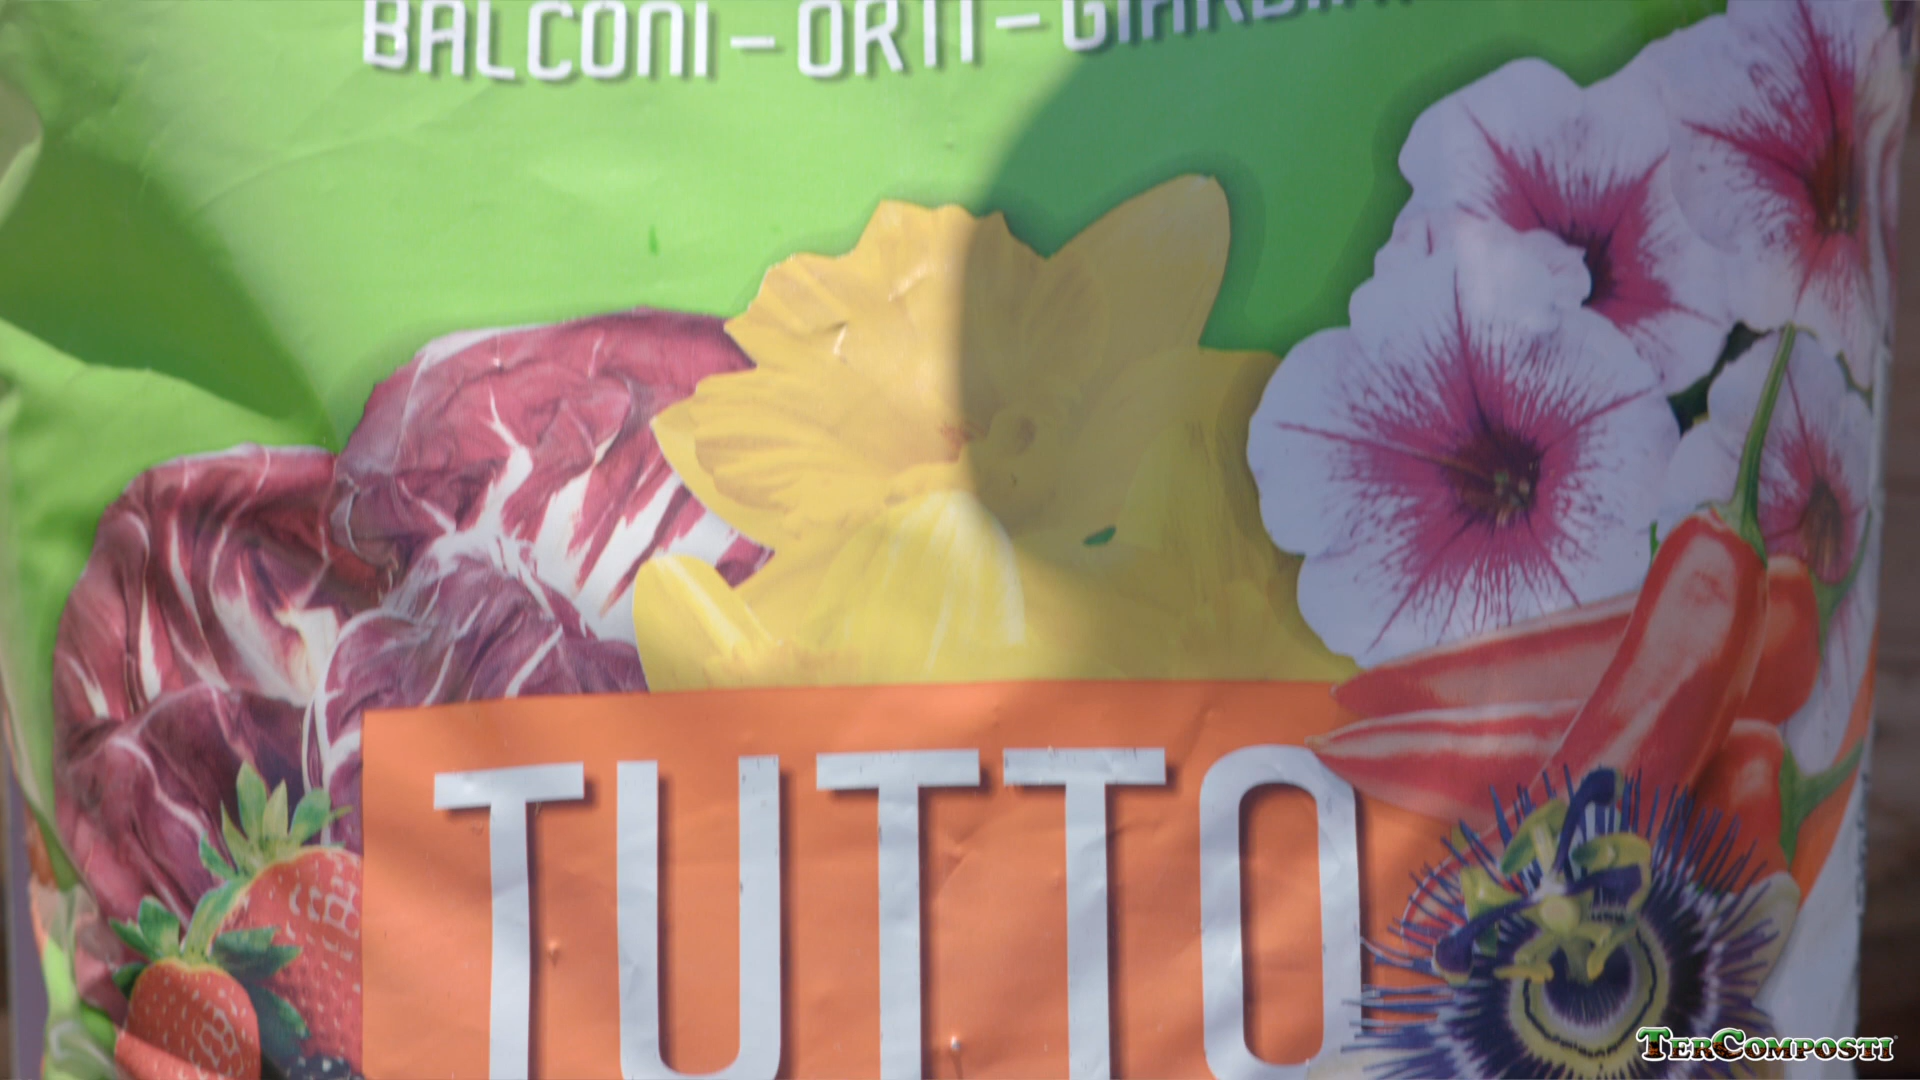 BALCONI – ORTI – GIARDINI
TUTTO
TERCOMPOSTI